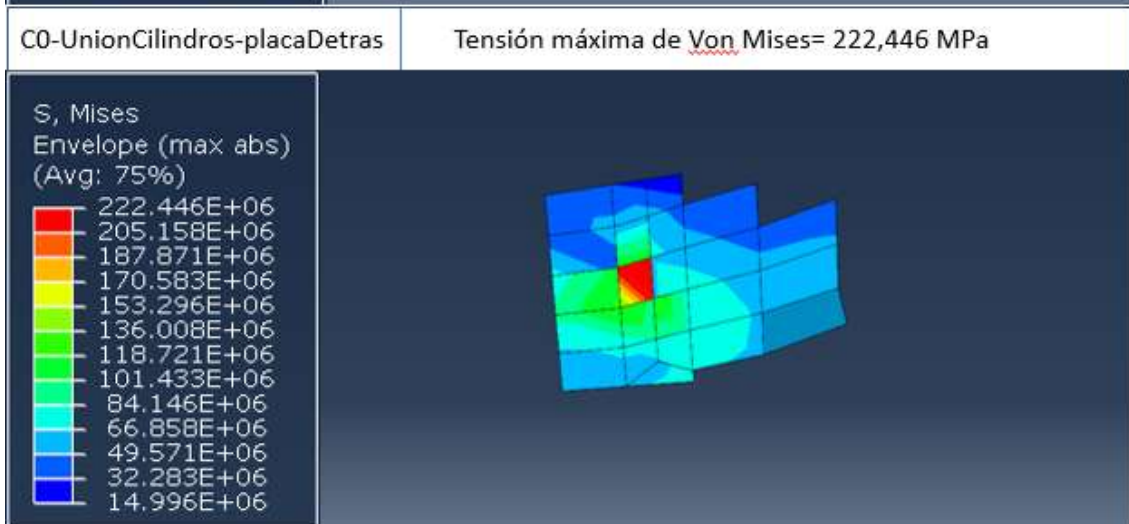 C0-UnionCilindros-placaDetras
Tensión máxima de Von Mises= 222,446 MPa
S, Mises
Envelope (max abs)
(Avg: 75%)
222.446E+06
205.158E+06
187.871E+06
170.583E+06
153.296E+06
136.008E+06
118.721E+06
101.433E+06
84.146E+06
66.858E+06
49.571E+06
32.283E+06
14.996E+06